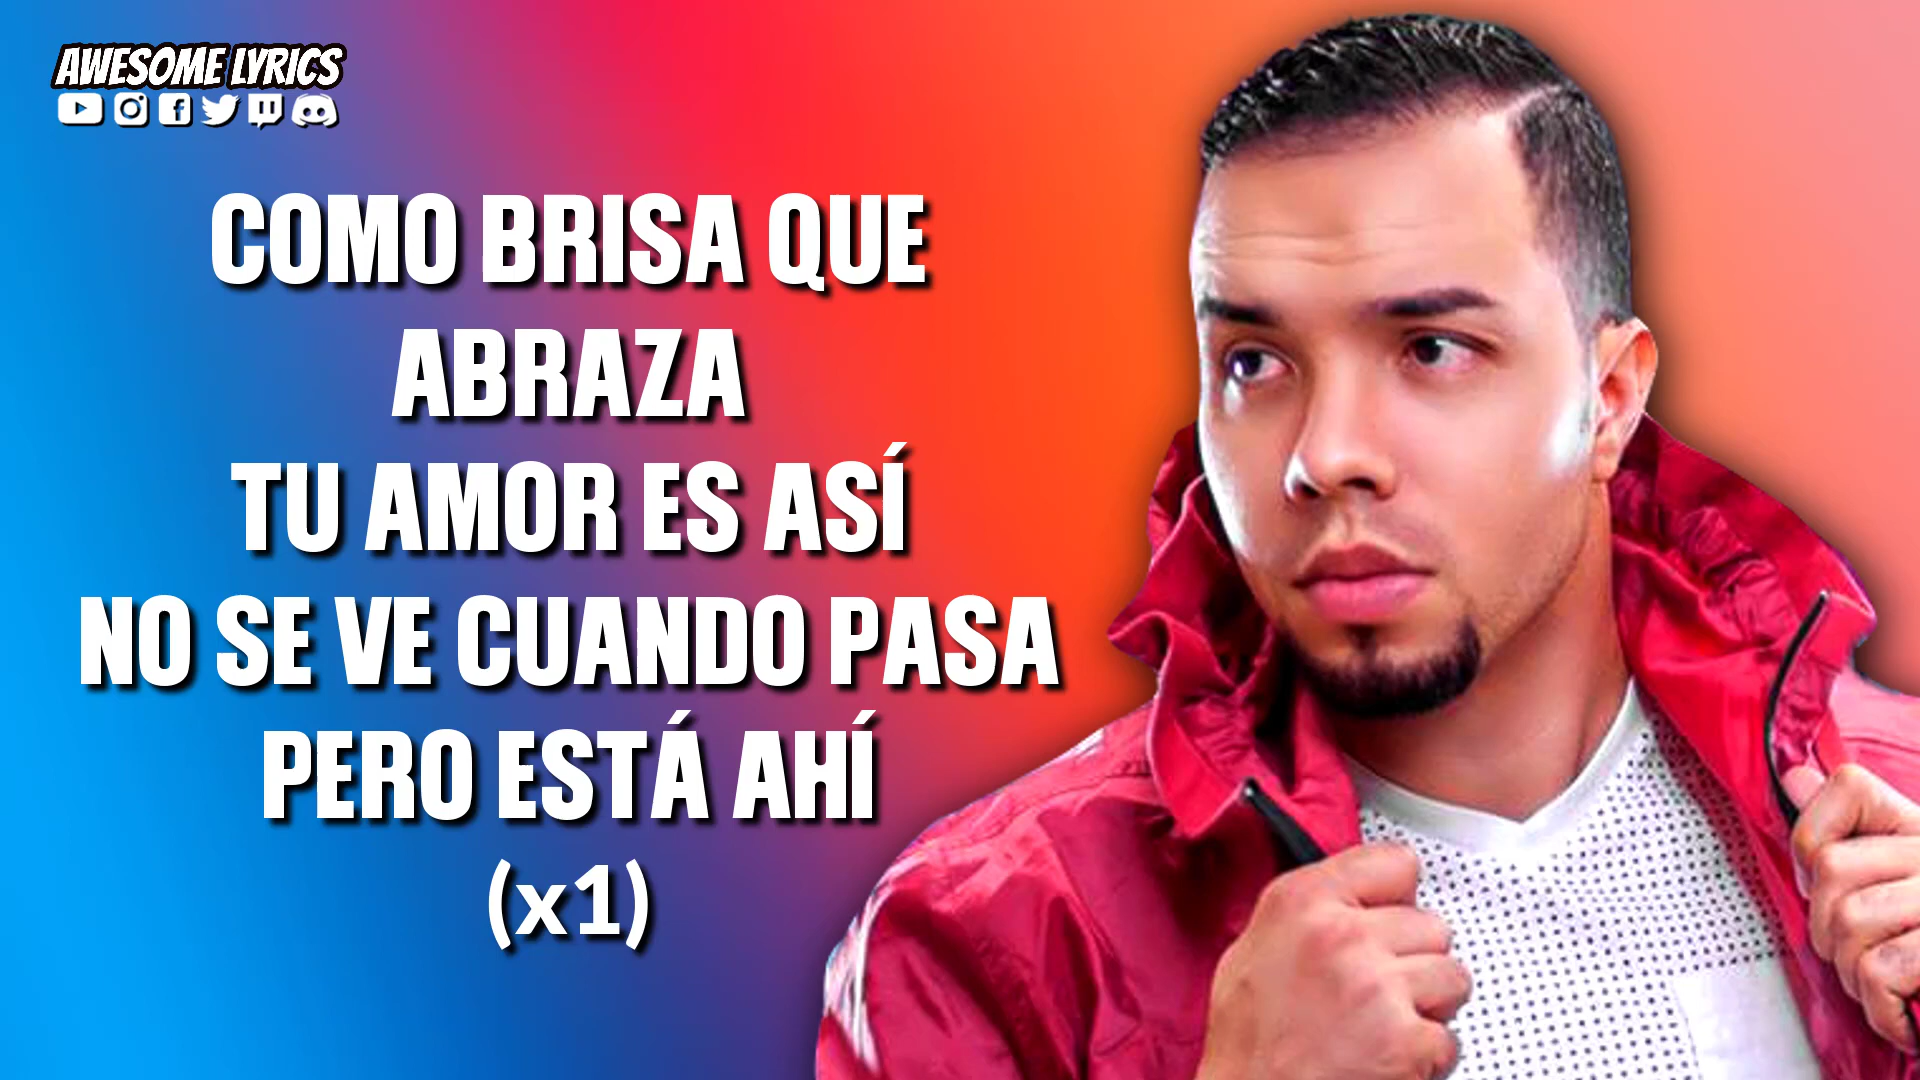 AWESOME LYRICS
COMO BRISA QUE
ABRAZA
TU AMOR ES ASÍ
NO SE VE CUANDO PASA
PERO ESTÁ AHÍ
(x1)